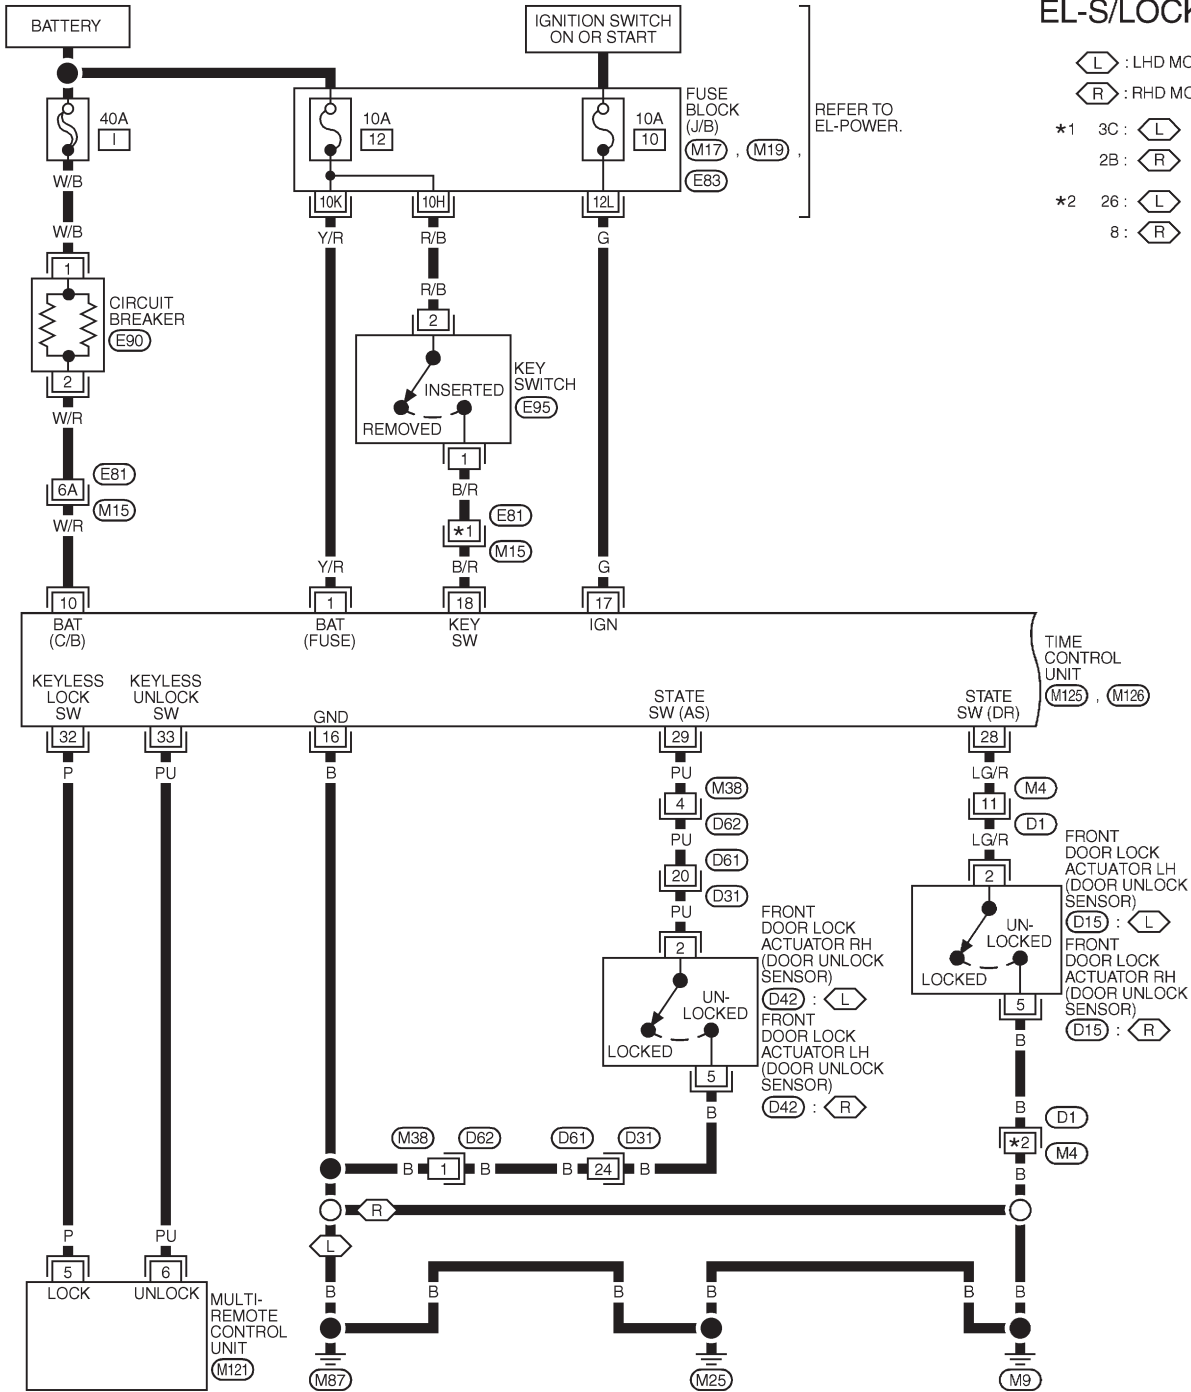 BATTERY
IGNITION SWITCH
ON OR START
EL-S/LOCK
L : LHD MO
R : RHD MO
*1 3C : L
2B : R
*2 26 : L
8 : R
40A
I
10A
12
10A
10
FUSE
BLOCK
(J/B)
M17 , M19 ,
E83
REFER TO
EL-POWER.
10K
10H
12L
W/B
Y/R
R/B
G
W/B
R/B
1
CIRCUIT
BREAKER
E90
2
2
KEY
SWITCH
E95
INSERTED
REMOVED
1
W/R
B/R
6A
E81
M15
*1
E81
M15
W/R
Y/R
B/R
G
10
1
18
17
BAT
(C/B)
BAT
(FUSE)
KEY
SW
IGN
TIME
CONTROL
UNIT
M125 , M126
KEYLESS
LOCK
SW
KEYLESS
UNLOCK
SW
GND
STATE
SW (AS)
STATE
SW (DR)
32
33
16
29
28
P
PU
B
PU
LG/R
4
M38
D62
11
M4
D1
PU
LG/R
20
D61
D31
PU
2
2
FRONT
DOOR LOCK
ACTUATOR LH
(DOOR UNLOCK
SENSOR)
D15 : L
FRONT
DOOR LOCK
ACTUATOR RH
(DOOR UNLOCK
SENSOR)
D15 : R
UN-
LOCKED
LOCKED
5
FRONT
DOOR LOCK
ACTUATOR RH
(DOOR UNLOCK
SENSOR)
D42 : L
FRONT
DOOR LOCK
ACTUATOR LH
(DOOR UNLOCK
SENSOR)
D42 : R
UN-
LOCKED
LOCKED
5
B
B
B
D1
*2
M4
B
M38 D62 D61 D31
B 1 B B 24 B
R
L
P
PU
5
6
LOCK
UNLOCK
MULTI-
REMOTE
CONTROL
UNIT
M121
B
B
B
B
B
B
M87
M25
M9